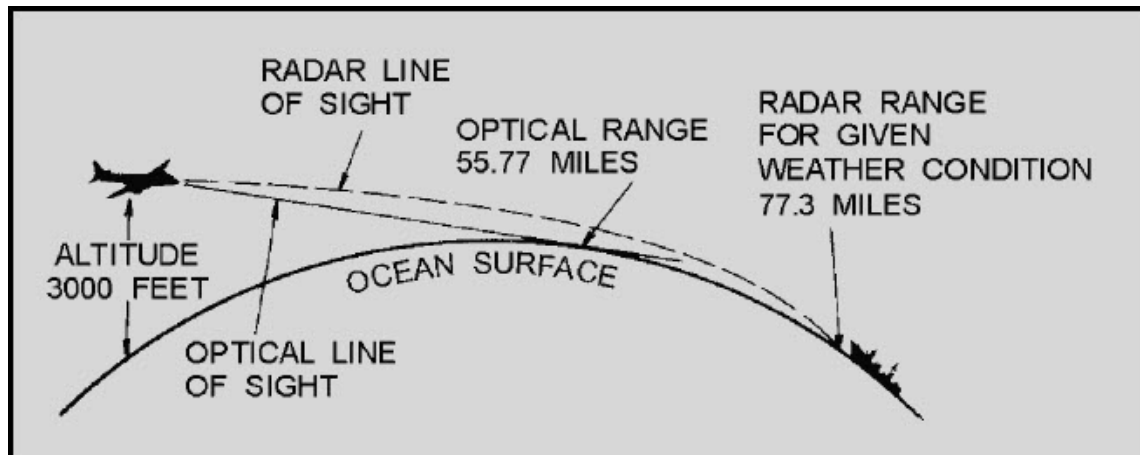 RADAR LINE
OF SIGHT
OPTICAL RANGE
55.77 MILES
RADAR RANGE
FOR GIVEN
WEATHER CONDITION
77.3 MILES
ALTITUDE
3000 FEET
OCEAN SURFACE
OPTICAL LINE
OF SIGHT